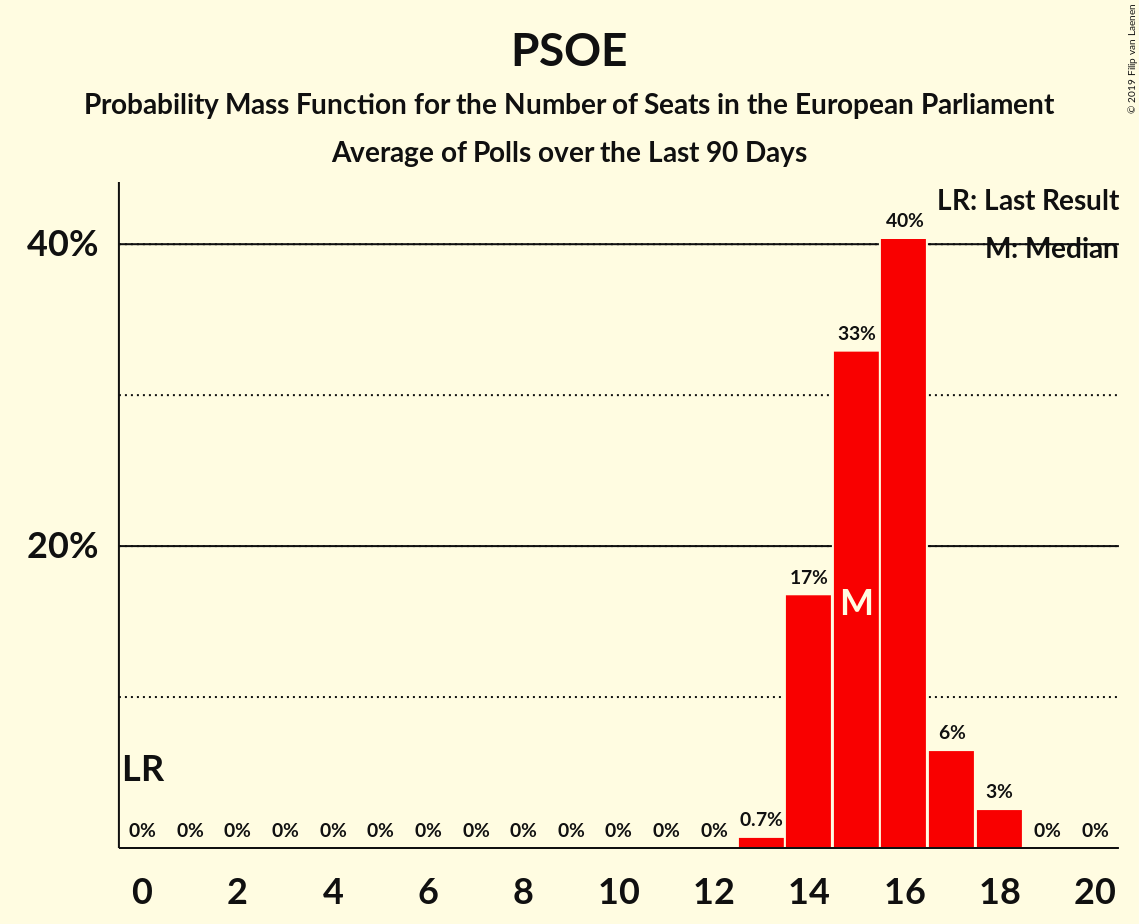 PSOE
Probability Mass Function for the Number of Seats in the European Parliament
Average of Polls over the Last 90 Days
© 2019 Filip van Laenen
LR: Last Result
M: Median
40%
20%
40%
33%
17%
M
6%
3%
0.7%
LR
0% 0% 0% 0% 0% 0% 0% 0% 0% 0% 0% 0% 0% 0% 0%
0 2 4 6 8 10 12 14 16 18 20